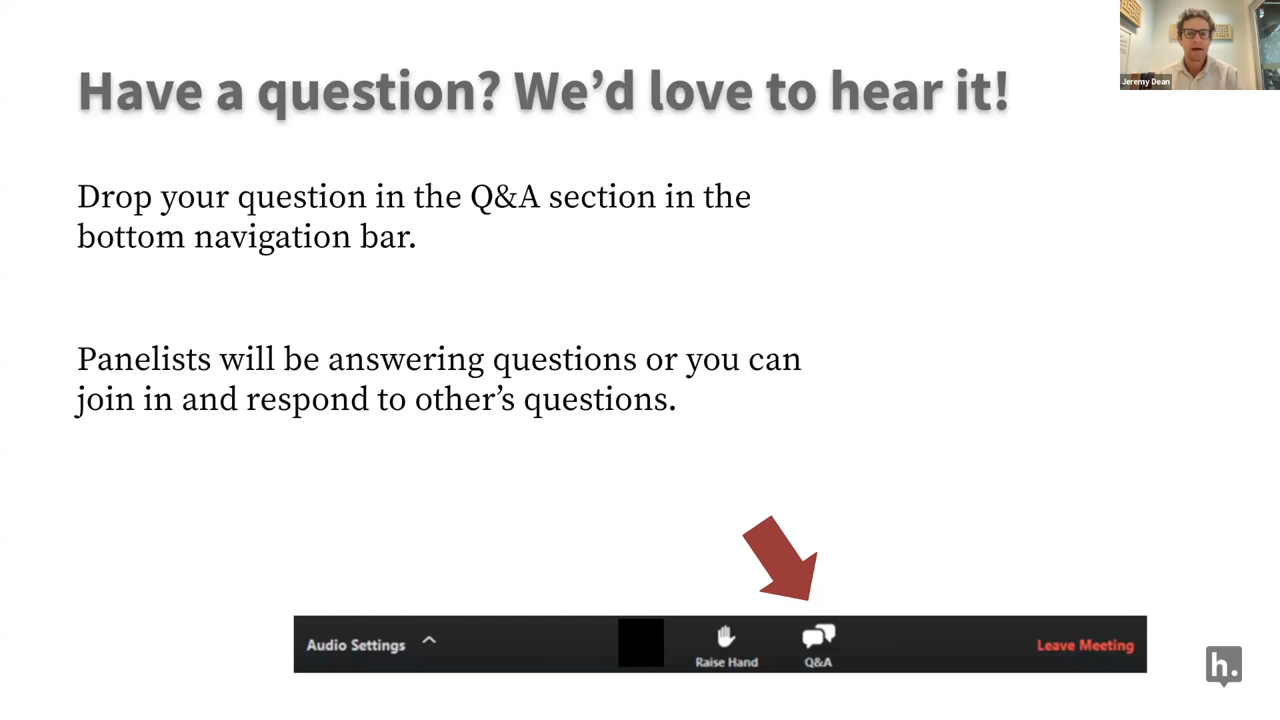 Have a question? We’d love to hear it!
Jeremy Dean
Drop your question in the Q&A section in the
bottom navigation bar.
Panelists will be answering questions or you can
join in and respond to other’s questions.
Audio Settings
Raise Hand
Q&A
Leave Meeting
h.